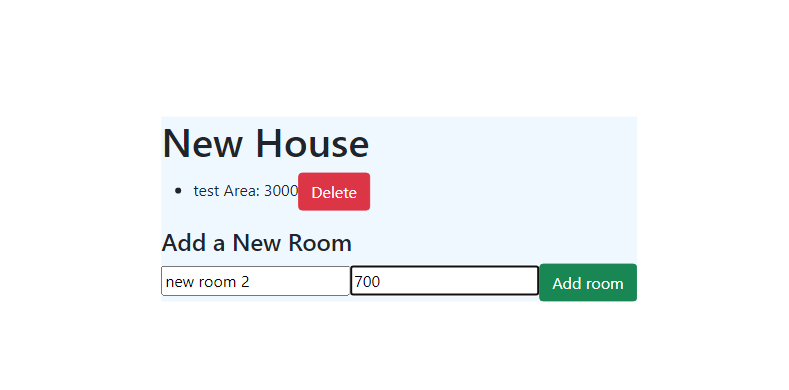 New House
test Area: 3000 Delete
Add a New Room
new room 2 700 Add room